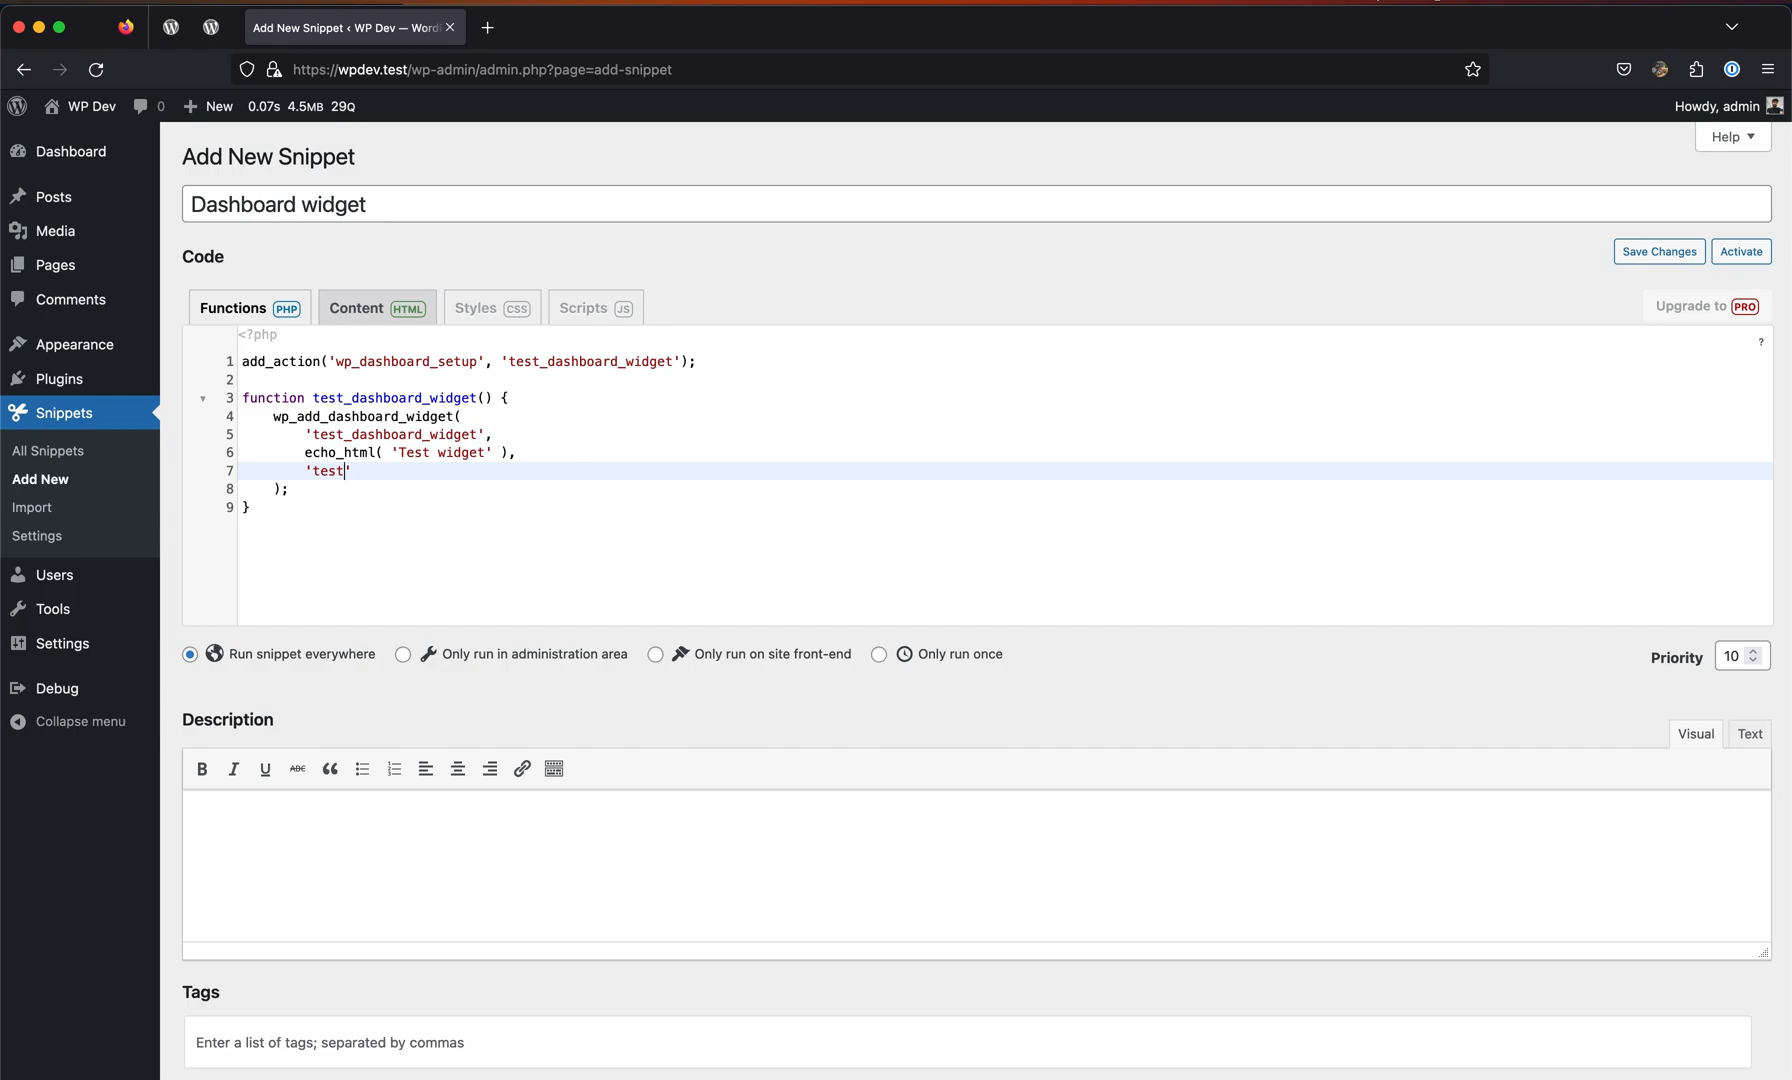 Add New Snippet ‹ WP Dev — Word
https://wpdev.test/wp-admin/admin.php?page=add-snippet
WP Dev 0 New 0.07s 4.5MB 29Q Howdy, admin
Help
Dashboard
Posts
Media
Pages
Comments
Appearance
Plugins
Snippets
All Snippets
Add New
Import
Settings
Users
Tools
Settings
Debug
Collapse menu
Add New Snippet
Dashboard widget
Code
Save Changes Activate
Functions PHP Content HTML Styles CSS Scripts JS Upgrade to PRO
<?php
?
1 add_action('wp_dashboard_setup', 'test_dashboard_widget');
2
3 function test_dashboard_widget() {
4 wp_add_dashboard_widget(
5 'test_dashboard_widget',
6 echo_html( 'Test widget' ),
7 'test'
8 );
9 }
Run snippet everywhere Only run in administration area Only run on site front-end Only run once
Priority 10
Description
Visual Text
B I U ABC
Tags
Enter a list of tags; separated by commas